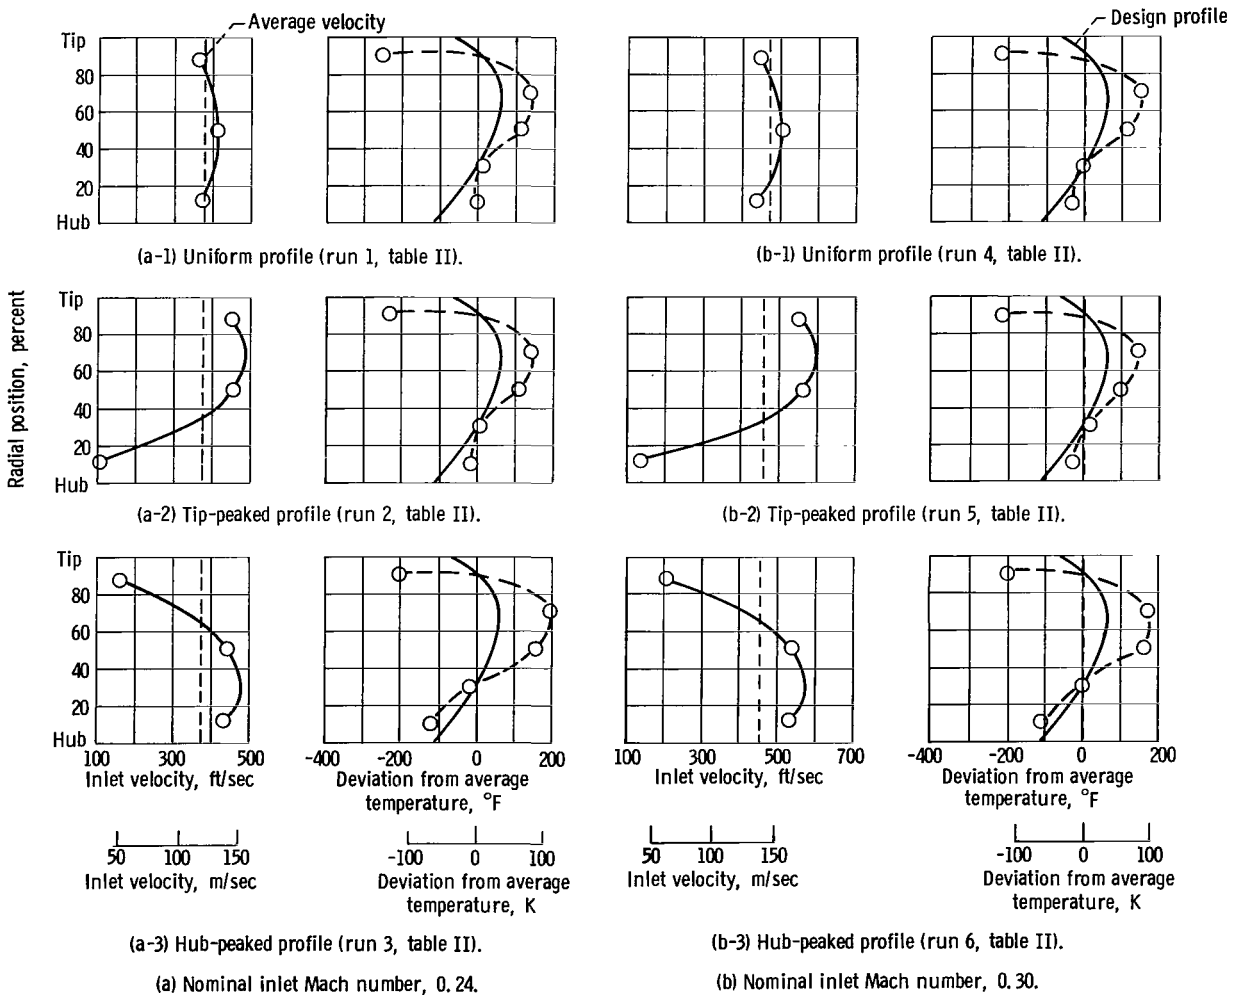 Average velocity
Design profile
Tip
80
60
40
20
Hub
(a-1) Uniform profile (run 1, table II).
(b-1) Uniform profile (run 4, table II).
Radial position, percent
Tip
80
60
40
20
Hub
(a-2) Tip-peaked profile (run 2, table II).
(b-2) Tip-peaked profile (run 5, table II).
Tip
80
60
40
20
Hub
100 300 500
-400 -200 0 200
100 300 500 700
-400 -200 0 200
Inlet velocity, ft/sec
Deviation from average
temperature, °F
Inlet velocity, ft/sec
Deviation from average
temperature, °F
50 100 150
-100 0 100
50 100 150
-100 0 100
Inlet velocity, m/sec
Deviation from average
temperature, K
Inlet velocity, m/sec
Deviation from average
temperature, K
(a-3) Hub-peaked profile (run 3, table II).
(b-3) Hub-peaked profile (run 6, table II).
(a) Nominal inlet Mach number, 0.24.
(b) Nominal inlet Mach number, 0.30.